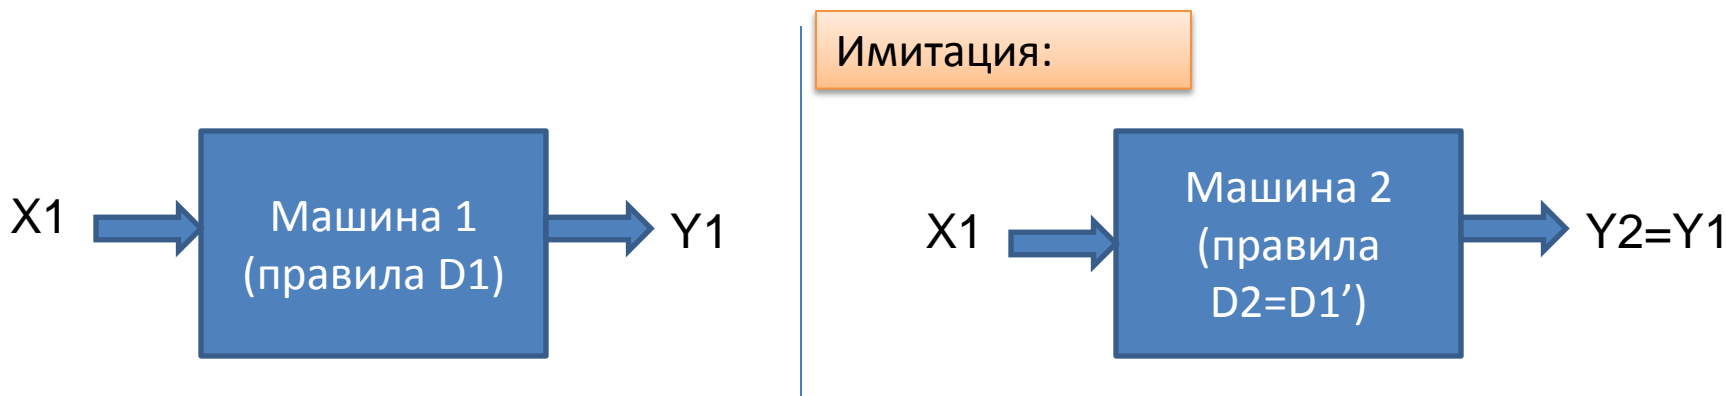 X1
Машина 1
(правила D1)
Y1
Имитация:
X1
Машина 2
(правила
D2=D1’)
Y2=Y1